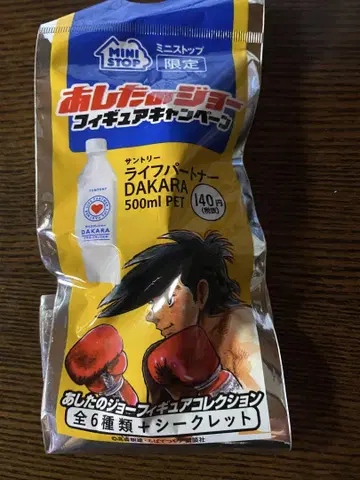 MINI
STOP
ミニストップ
限定
あしたのジョー
フィギュアキャンペーン
サントリー
ライフパートナー
DAKARA
500ml PET
140円
(税抜)
SUNTORY
DAKARA
あしたのジョーフィギュアコレクション
全6種類+シークレット